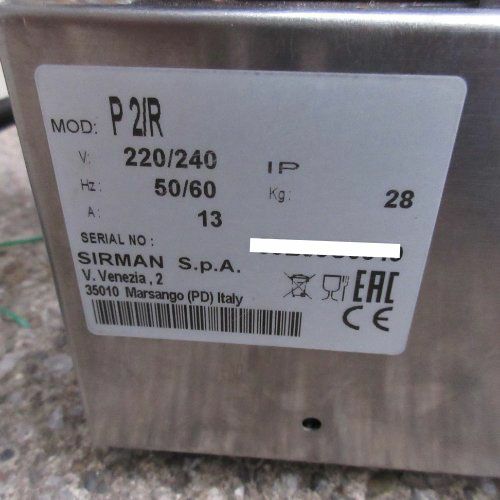 MOD: P 2/R
V: 220/240 IP
Hz: 50/60 Kg: 28
A: 13
SERIAL NO :
SIRMAN S.p.A.
V. Venezia , 2
35010 Marsango (PD) Italy
EAC
CE